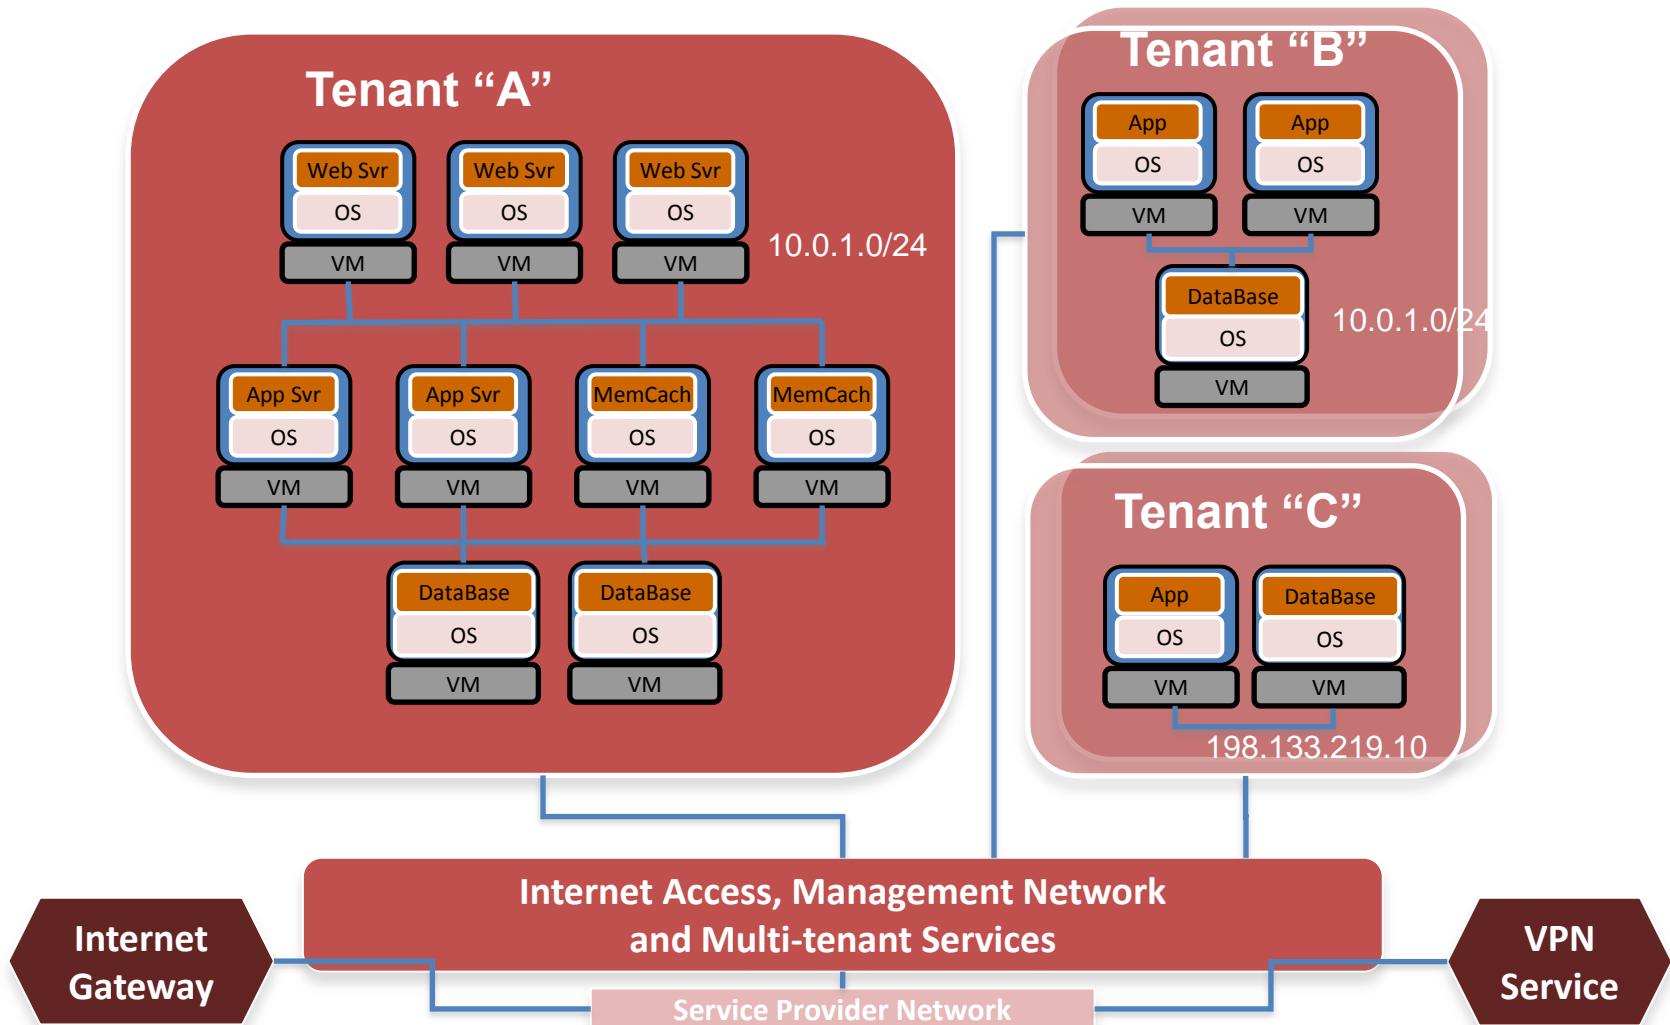 Tenant “A”
Web Svr
Web Svr
Web Svr
OS
OS
OS
VM
VM
VM
10.0.1.0/24
App Svr
App Svr
MemCach
MemCach
OS
OS
OS
OS
VM
VM
VM
VM
DataBase
DataBase
OS
OS
VM
VM
Tenant “B”
App
App
OS
OS
VM
VM
DataBase
OS
VM
10.0.1.0/24
Tenant “C”
App
DataBase
OS
OS
VM
VM
198.133.219.10
Internet Access, Management Network
and Multi-tenant Services
Internet
Gateway
VPN
Service
Service Provider Network